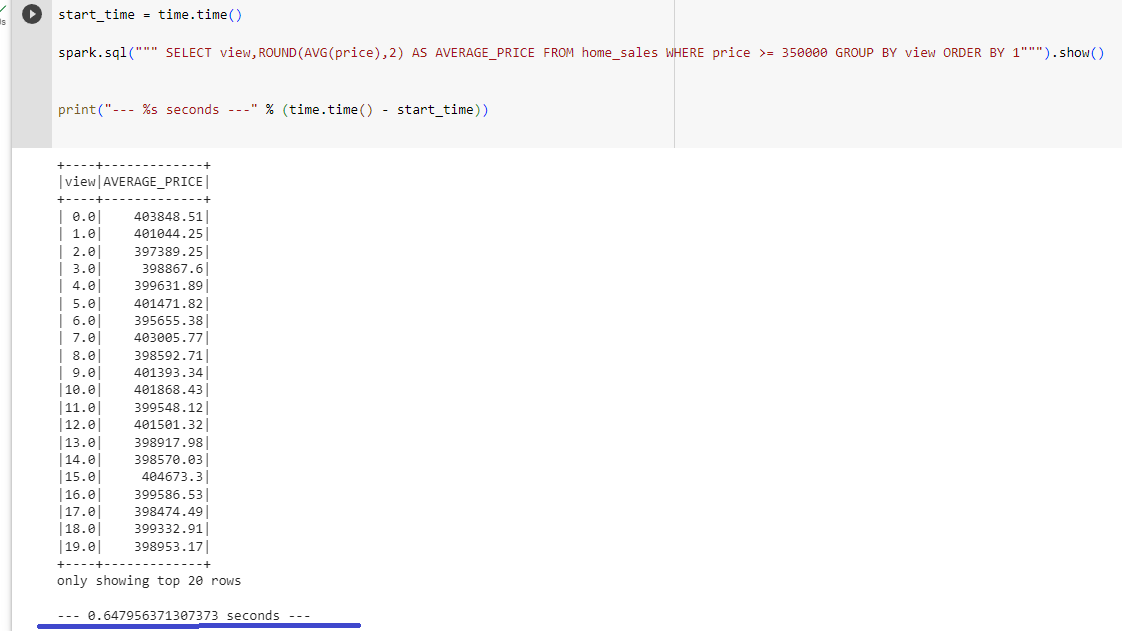 start_time = time.time()
spark.sql(""" SELECT view,ROUND(AVG(price),2) AS AVERAGE_PRICE FROM home_sales WHERE price >= 350000 GROUP BY view ORDER BY 1""").show()
print("--- %s seconds ---" % (time.time() - start_time))
+----+-------------+
|view|AVERAGE_PRICE|
+----+-------------+
| 0.0|    403848.51|
| 1.0|    401044.25|
| 2.0|    397389.25|
| 3.0|     398867.6|
| 4.0|    399631.89|
| 5.0|    401471.82|
| 6.0|    395655.38|
| 7.0|    403005.77|
| 8.0|    398592.71|
| 9.0|    401393.34|
|10.0|    401868.43|
|11.0|    399548.12|
|12.0|    401501.32|
|13.0|    398917.98|
|14.0|    398570.03|
|15.0|     404673.3|
|16.0|    399586.53|
|17.0|    398474.49|
|18.0|    399332.91|
|19.0|    398953.17|
+----+-------------+
only showing top 20 rows
--- 0.647956371307373 seconds ---